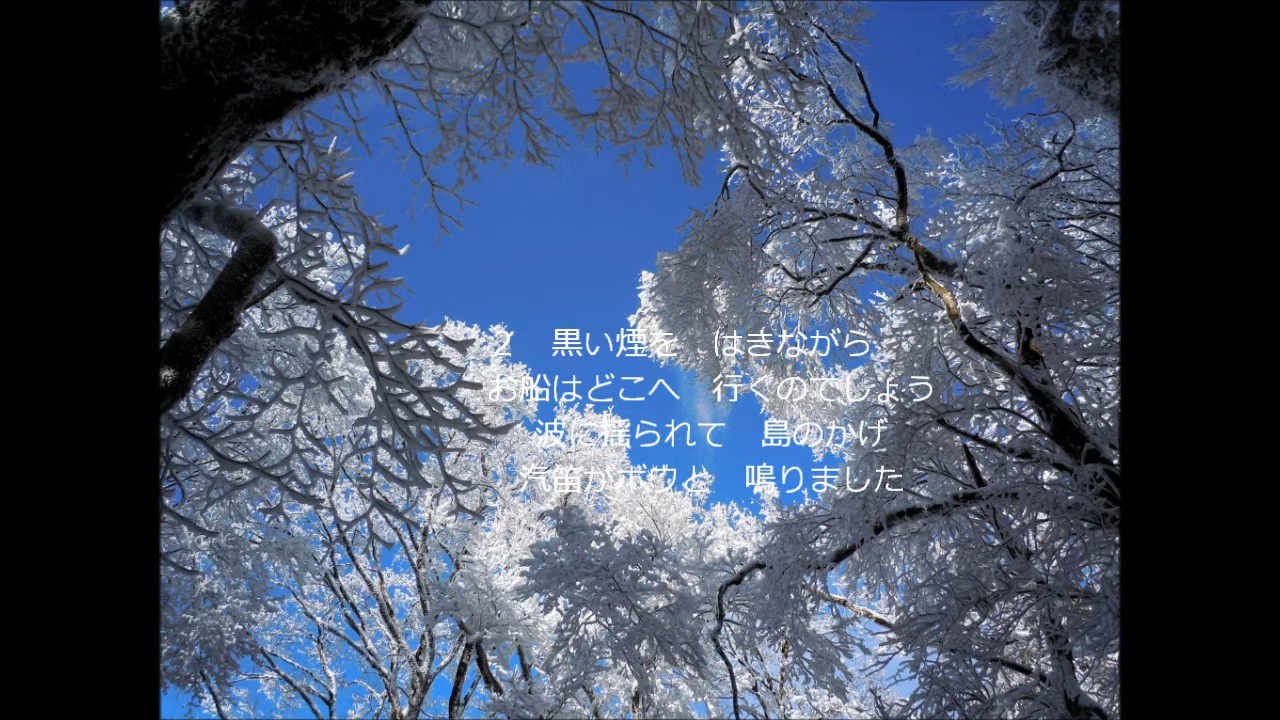 2　黒い煙を　はきながら
お船はどこへ　行くのでしょう
波に揺られて　島のかげ
汽笛がボウと　鳴りました